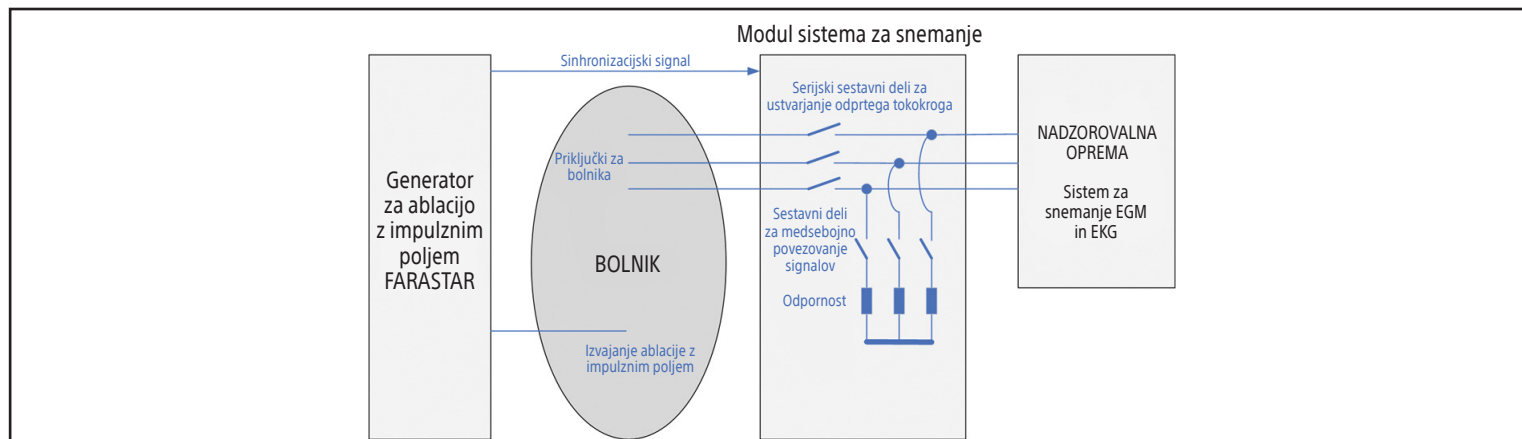 Modul sistema za snemanje
Sinhronizacijski signal
Serijski sestavni deli za
ustvarjanje odprtega tokokroga
Priključki za
bolnika
Generator
za ablacijo
z impulznim
poljem
FARASTAR
BOLNIK
Sestavni deli
za medsebojno
povezovanje
signalov
Odpornost
Izvajanje ablacije z
impulznim poljem
NADZOROVALNA
OPREMA
Sistem za
snemanje EGM
in EKG